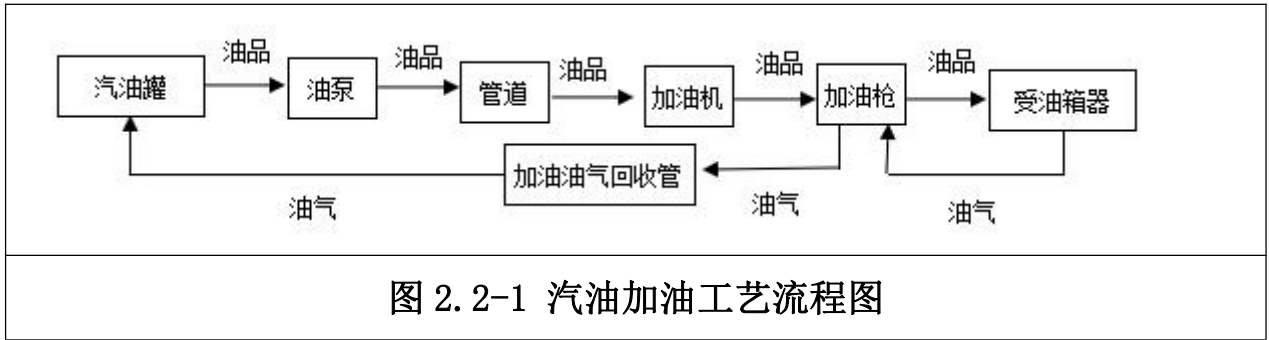 油品
油品
油品
油品
油品
汽油罐
油泵
管道
加油机
加油枪
受油箱器
加油油气回收管
油气
油气
油气
图 2.2-1 汽油加油工艺流程图